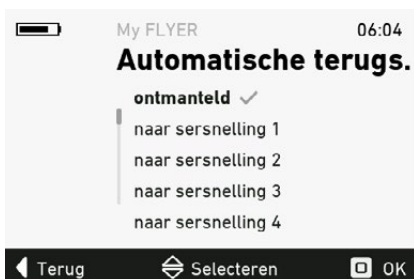 My FLYER 06:04
Automatische terugs.
ontmanteld
naar sersnelling 1
naar sersnelling 2
naar sersnelling 3
naar sersnelling 4
Terug Selecteren OK